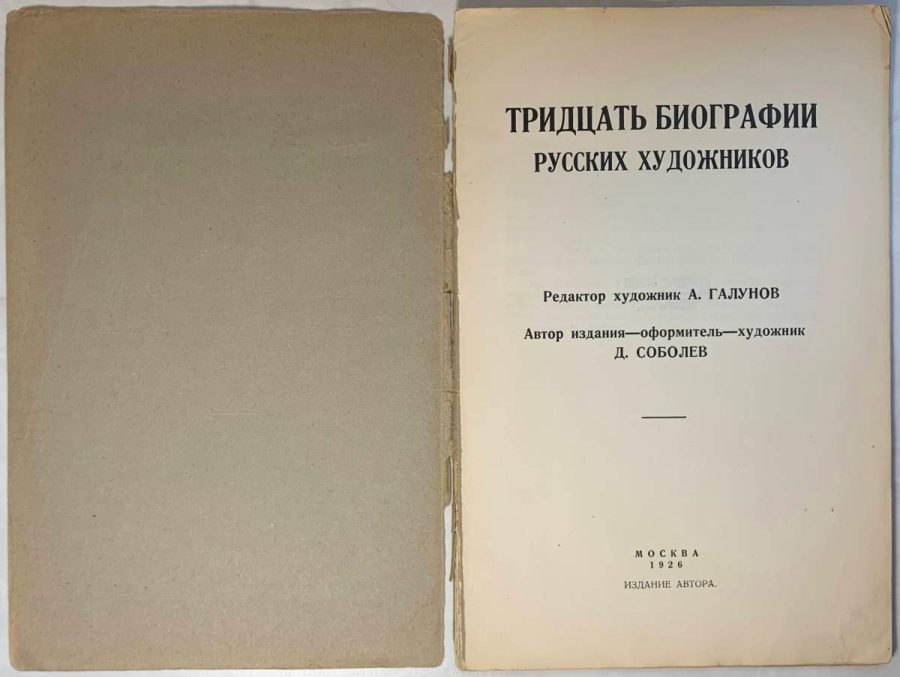 ТРИДЦАТЬ БИОГРАФИИ
РУССКИХ ХУДОЖНИКОВ
Редактор художник А. ГАЛУНОВ
Автор издания—оформитель—художник
Д. СОБОЛЕВ
МОСКВА
1926
ИЗДАНИЕ АВТОРА.